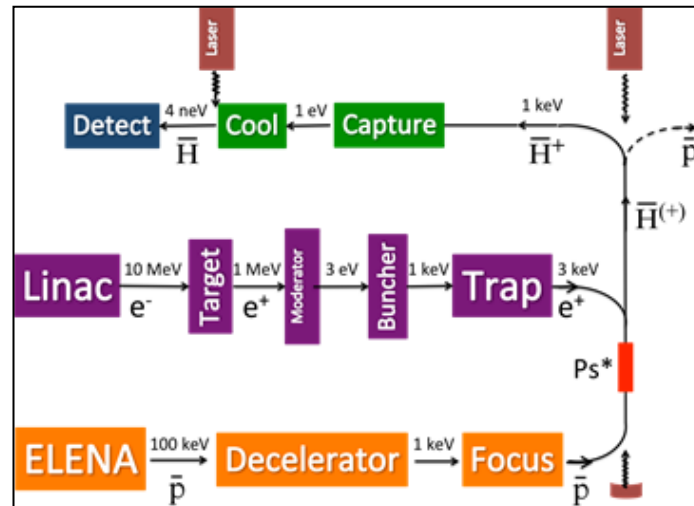 Laser
Laser
4 neV
1 eV
1 keV
Detect
Cool
Capture
H̅
H̅⁺
p̅
H̅⁽⁺⁾
10 MeV
1 MeV
3 eV
1 keV
3 keV
Linac
Target
Moderator
Buncher
Trap
e⁻
e⁺
e⁺
Ps*
100 keV
1 keV
ELENA
Decelerator
Focus
p̅
p̅